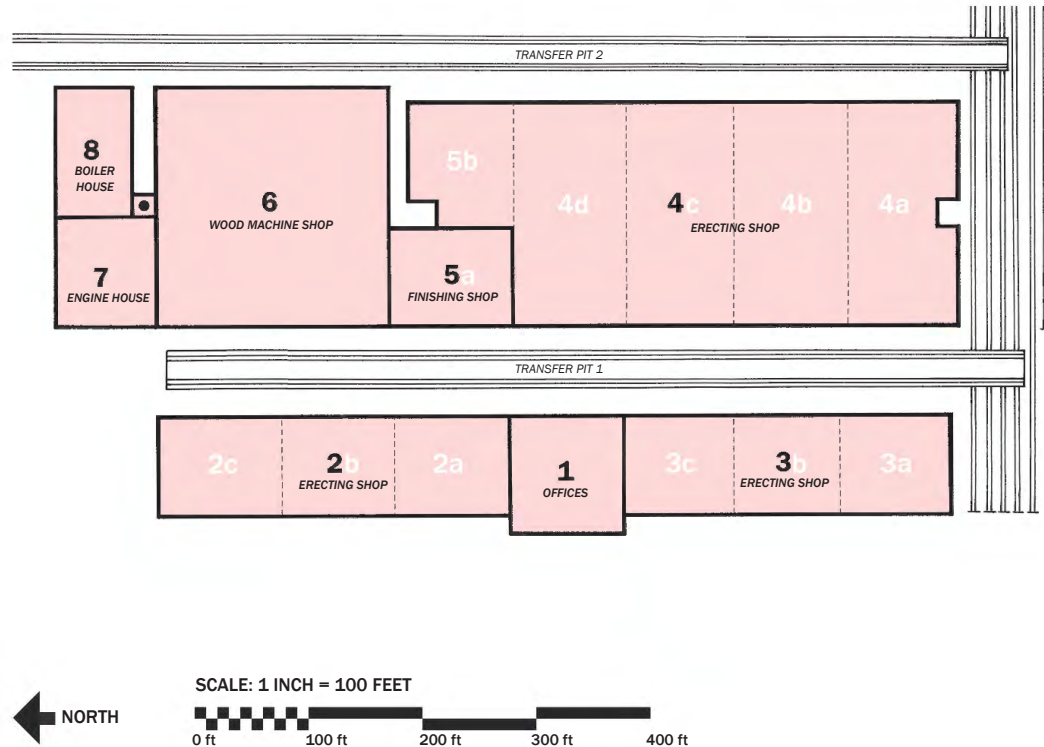 TRANSFER PIT 2
8
BOILER
HOUSE
6
WOOD MACHINE SHOP
5b
4d
4c
4b
4a
ERECTING SHOP
7
ENGINE HOUSE
5a
FINISHING SHOP
TRANSFER PIT 1
2c
2b
2a
ERECTING SHOP
1
OFFICES
3c
3b
3a
ERECTING SHOP
SCALE: 1 INCH = 100 FEET
NORTH
0 ft 100 ft 200 ft 300 ft 400 ft